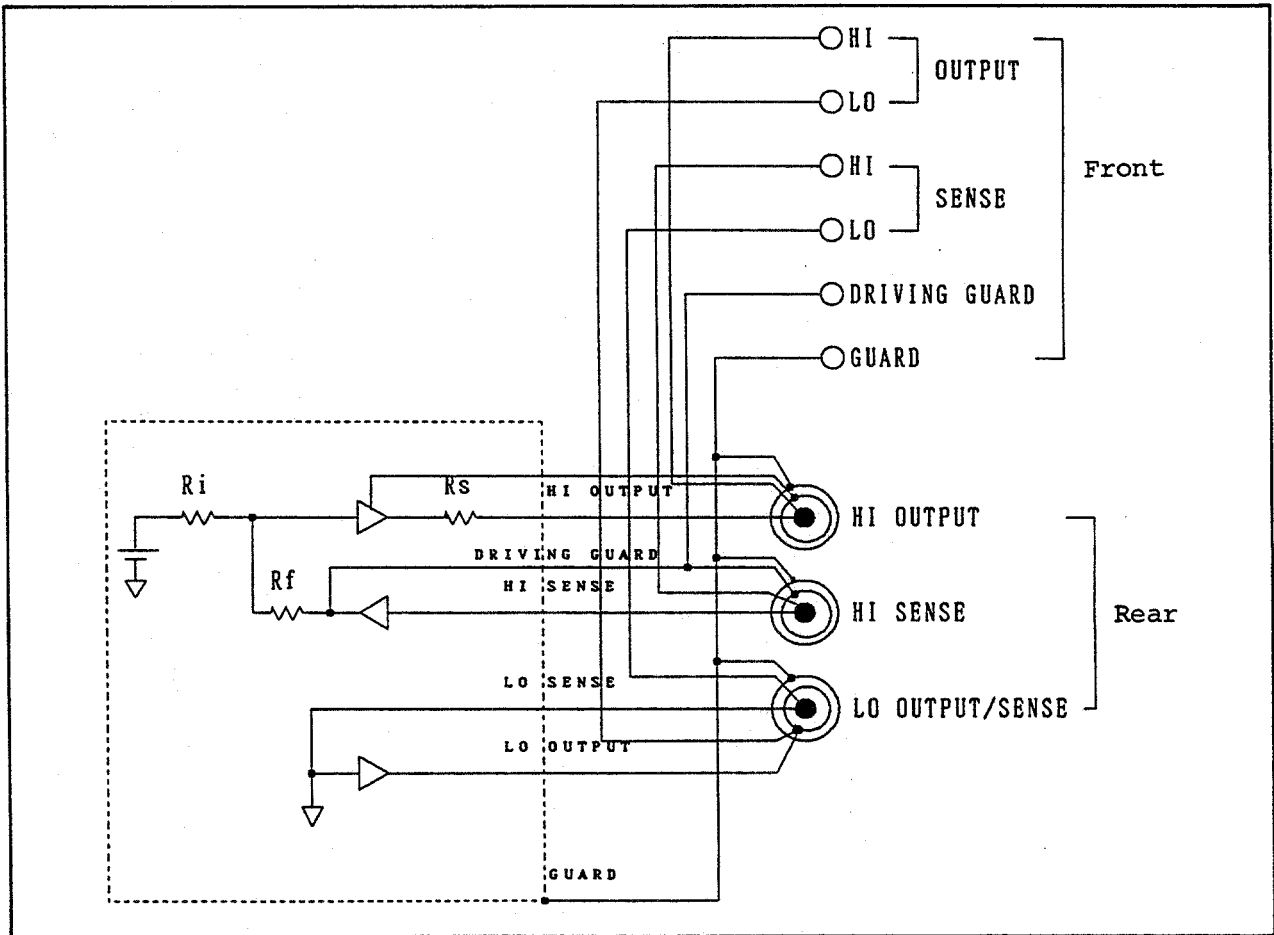 HI
OUTPUT
LO
HI
Front
SENSE
LO
DRIVING GUARD
GUARD
Ri
Rs
HI OUTPUT
HI OUTPUT
DRIVING GUARD
Rf
HI SENSE
HI SENSE
Rear
LO SENSE
LO OUTPUT/SENSE
LO OUTPUT
GUARD